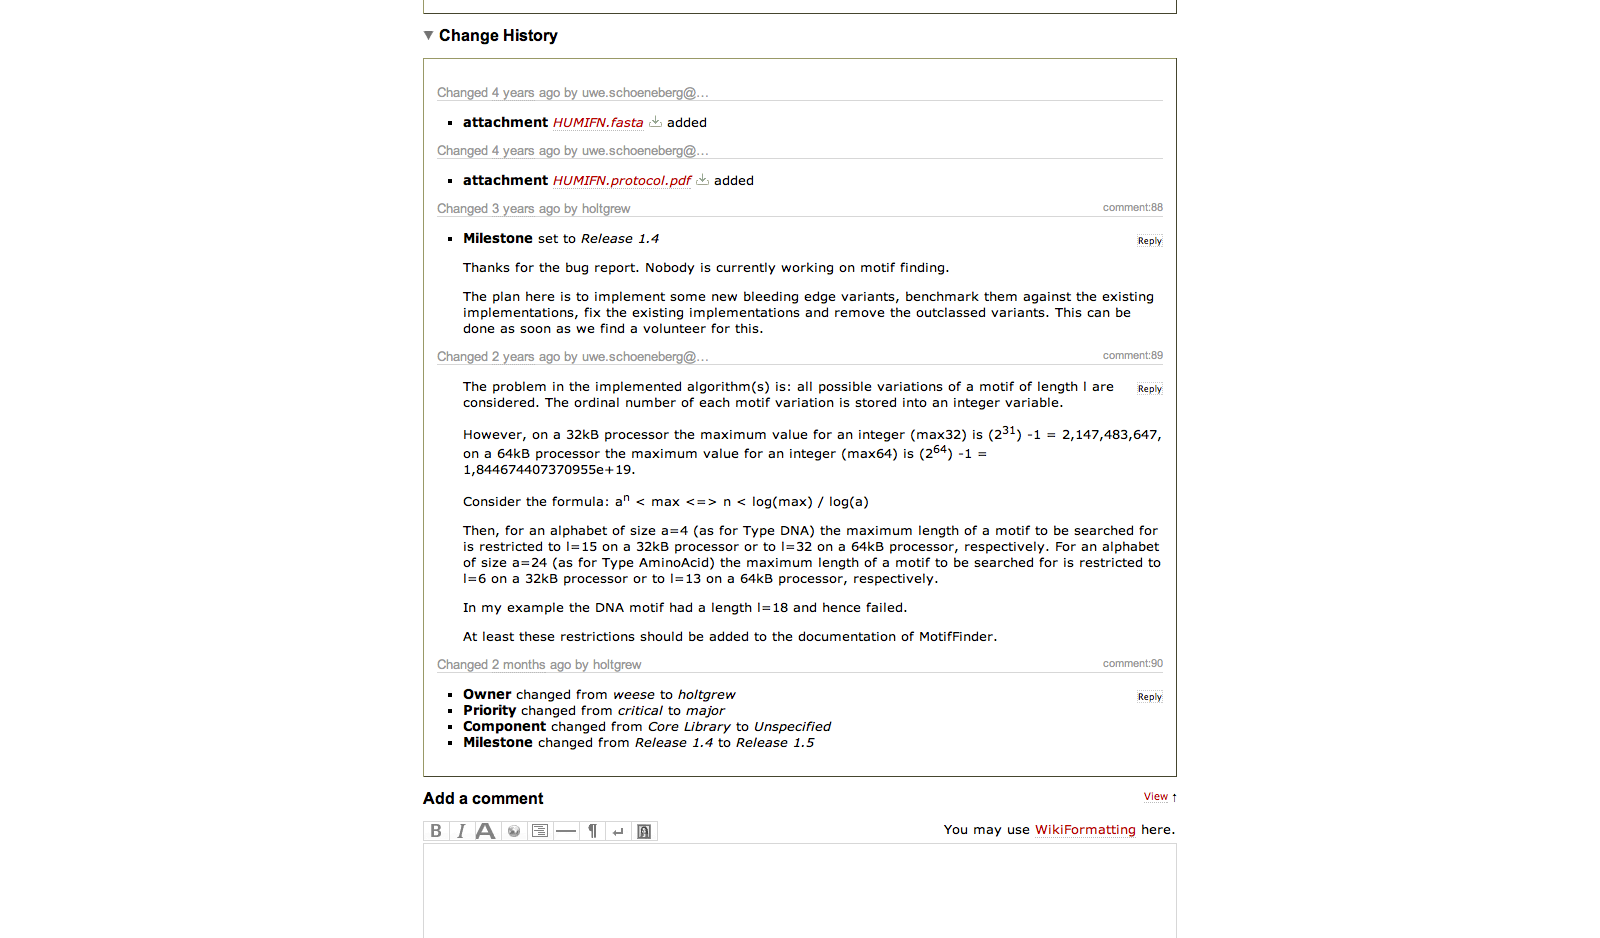 ▼ Change History
Changed 4 years ago by uwe.schoeneberg@…
▪ attachment HUMIFN.fasta added
Changed 4 years ago by uwe.schoeneberg@…
▪ attachment HUMIFN.protocol.pdf added
Changed 3 years ago by holtgrew comment:88
▪ Milestone set to Release 1.4 Reply
Thanks for the bug report. Nobody is currently working on motif finding.
The plan here is to implement some new bleeding edge variants, benchmark them against the existing
implementations, fix the existing implementations and remove the outclassed variants. This can be
done as soon as we find a volunteer for this.
Changed 2 years ago by uwe.schoeneberg@… comment:89
The problem in the implemented algorithm(s) is: all possible variations of a motif of length l are Reply
considered. The ordinal number of each motif variation is stored into an integer variable.
However, on a 32kB processor the maximum value for an integer (max32) is (2^31) -1 = 2,147,483,647,
on a 64kB processor the maximum value for an integer (max64) is (2^64) -1 =
1,844674407370955e+19.
Consider the formula: a^n < max <=> n < log(max) / log(a)
Then, for an alphabet of size a=4 (as for Type DNA) the maximum length of a motif to be searched for
is restricted to l=15 on a 32kB processor or to l=32 on a 64kB processor, respectively. For an alphabet
of size a=24 (as for Type AminoAcid) the maximum length of a motif to be searched for is restricted to
l=6 on a 32kB processor or to l=13 on a 64kB processor, respectively.
In my example the DNA motif had a length l=18 and hence failed.
At least these restrictions should be added to the documentation of MotifFinder.
Changed 2 months ago by holtgrew comment:90
▪ Owner changed from weese to holtgrew Reply
▪ Priority changed from critical to major
▪ Component changed from Core Library to Unspecified
▪ Milestone changed from Release 1.4 to Release 1.5
Add a comment View ↑
B I A ¶ ↵ You may use WikiFormatting here.